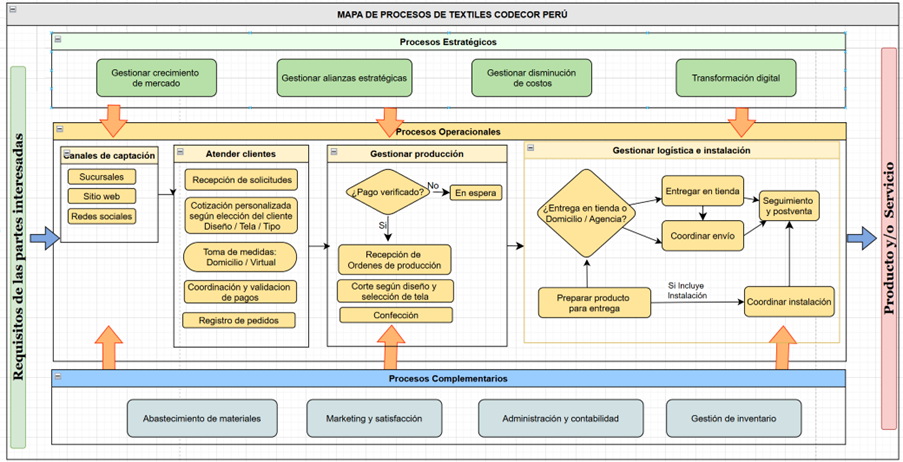 MAPA DE PROCESOS DE TEXTILES CODECOR PERÚ
Requisitos de las partes interesadas
Procesos Estratégicos
Gestionar crecimiento
de mercado
Gestionar alianzas estratégicas
Gestionar disminución
de costos
Transformación digital
Procesos Operacionales
Canales de captación
Sucursales
Sitio web
Redes sociales
Atender clientes
Recepción de solicitudes
Cotización personalizada
según elección del cliente
Diseño / Tela / Tipo
Toma de medidas:
Domicilio / Virtual
Coordinación y validacion
de pagos
Registro de pedidos
Gestionar producción
¿Pago verificado?
No
En espera
Si
Recepción de
Ordenes de producción
Corte según diseño y
selección de tela
Confección
Gestionar logística e instalación
¿Entrega en tienda o
Domicilio / Agencia?
Entregar en tienda
Coordinar envío
Seguimiento
y postventa
Preparar producto
para entrega
Si Incluye
Instalación
Coordinar instalación
Procesos Complementarios
Abastecimiento de materiales
Marketing y satisfacción
Administración y contabilidad
Gestión de inventario
Producto y/o Servicio